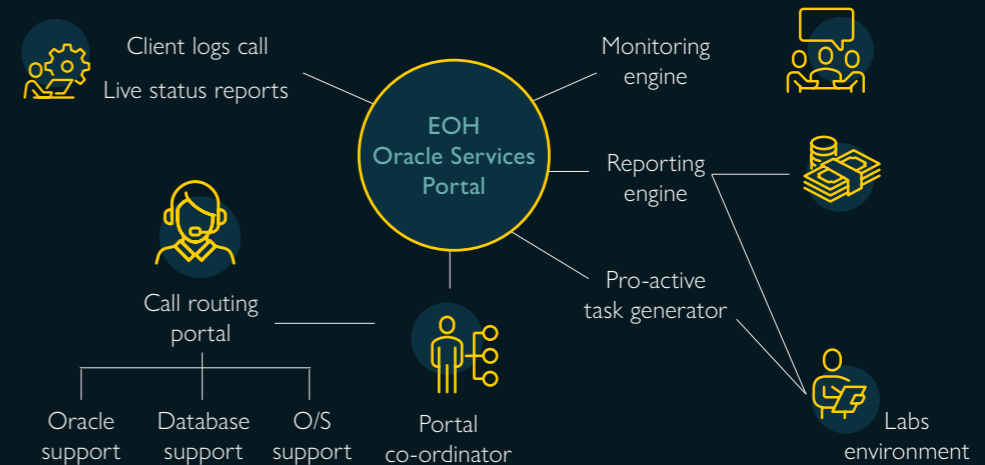 Client logs call
Live status reports
EOH
Oracle Services
Portal
Monitoring
engine
Reporting
engine
Pro-active
task generator
Call routing
portal
Oracle
support
Database
support
O/S
support
Portal
co-ordinator
Labs
environment